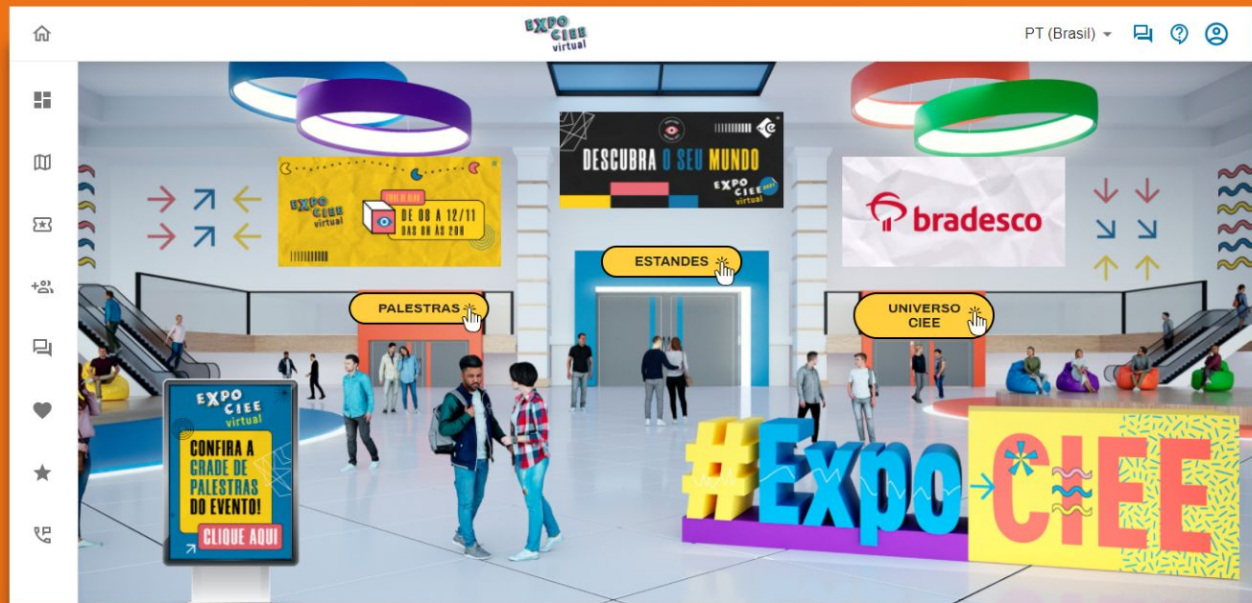 EXPO
CIEE
virtual
PT (Brasil)
DESCUBRA O SEU MUNDO
EXPO
CIEE 2021
virtual
EXPO
CIEE
virtual
DE 08 A 12/11
DAS 8H ÀS 20H
bradesco
ESTANDES
PALESTRAS
UNIVERSO
CIEE
EXPO
CIEE
virtual
CONFIRA A
GRADE DE
PALESTRAS
DO EVENTO!
CLIQUE AQUI
#Expo CIEE